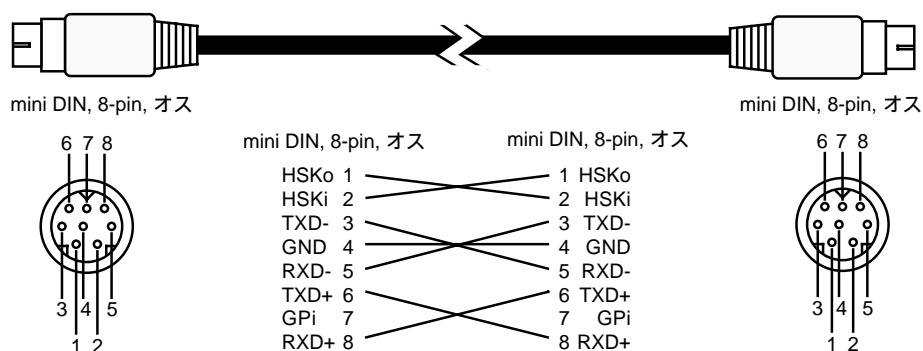 mini DIN, 8-pin, オス
mini DIN, 8-pin, オス
6 7 8
3 4 5
1 2
mini DIN, 8-pin, オス
mini DIN, 8-pin, オス
HSKo 1
1 HSKo
HSKi 2
2 HSKi
TXD- 3
3 TXD-
GND 4
4 GND
RXD- 5
5 RXD-
TXD+ 6
6 TXD+
GPi 7
7 GPi
RXD+ 8
8 RXD+
6 7 8
3 4 5
1 2